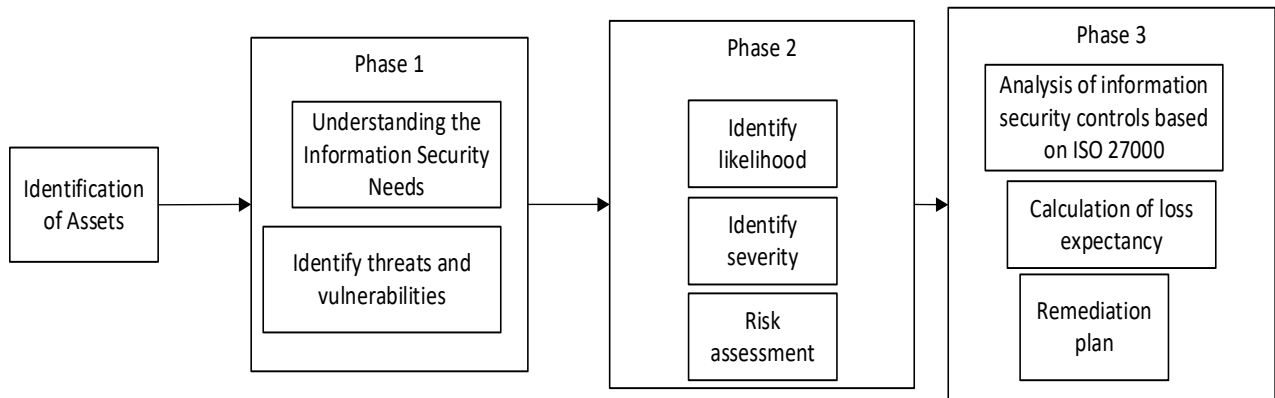 Identification
of Assets
Phase 1
Understanding the
Information Security
Needs
Identify threats and
vulnerabilities
Phase 2
Identify
likelihood
Identify
severity
Risk
assessment
Phase 3
Analysis of information
security controls based
on ISO 27000
Calculation of loss
expectancy
Remediation
plan